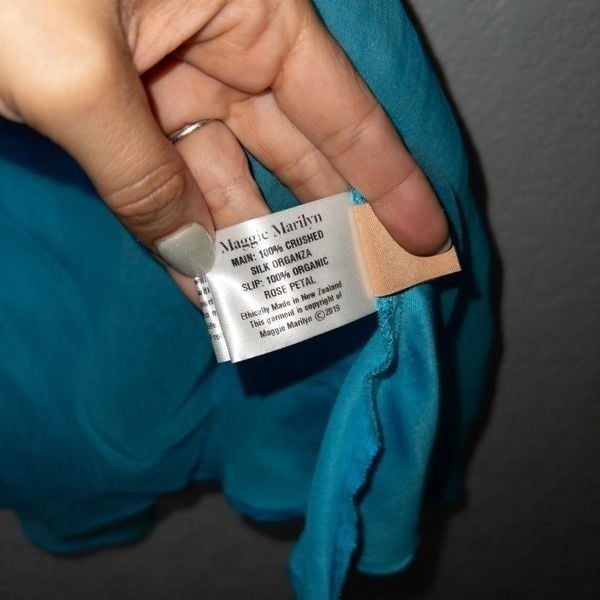 Maggie Marilyn
MAIN: 100% CRUSHED
SILK ORGANZA
SLIP: 100% ORGANIC
ROSE PETAL
Ethically Made in New Zealand
This garment is copyright of
Maggie Marilyn ©2019